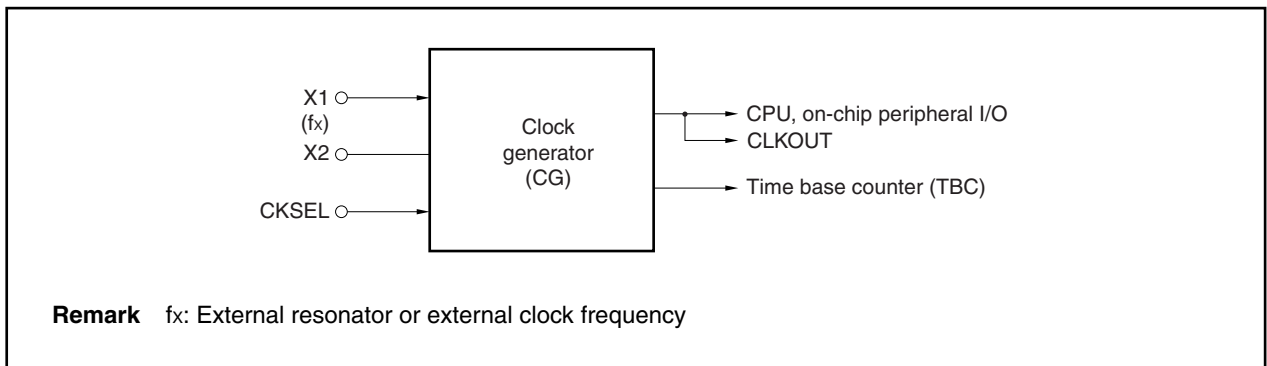 X1
(fx)
X2
CKSEL
Clock
generator
(CG)
CPU, on-chip peripheral I/O
CLKOUT
Time base counter (TBC)
Remark fx: External resonator or external clock frequency